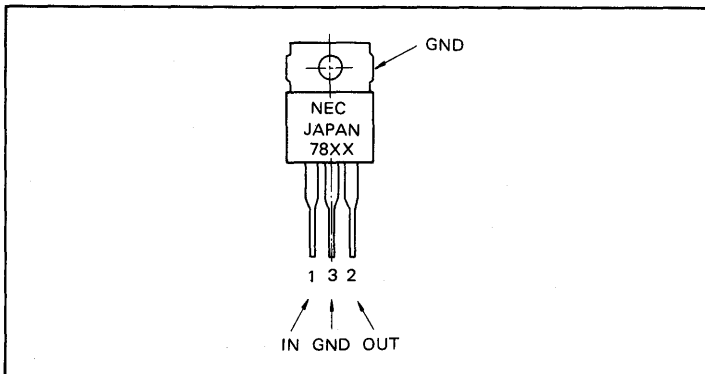 GND
NEC
JAPAN
78XX
1 3 2
IN GND OUT